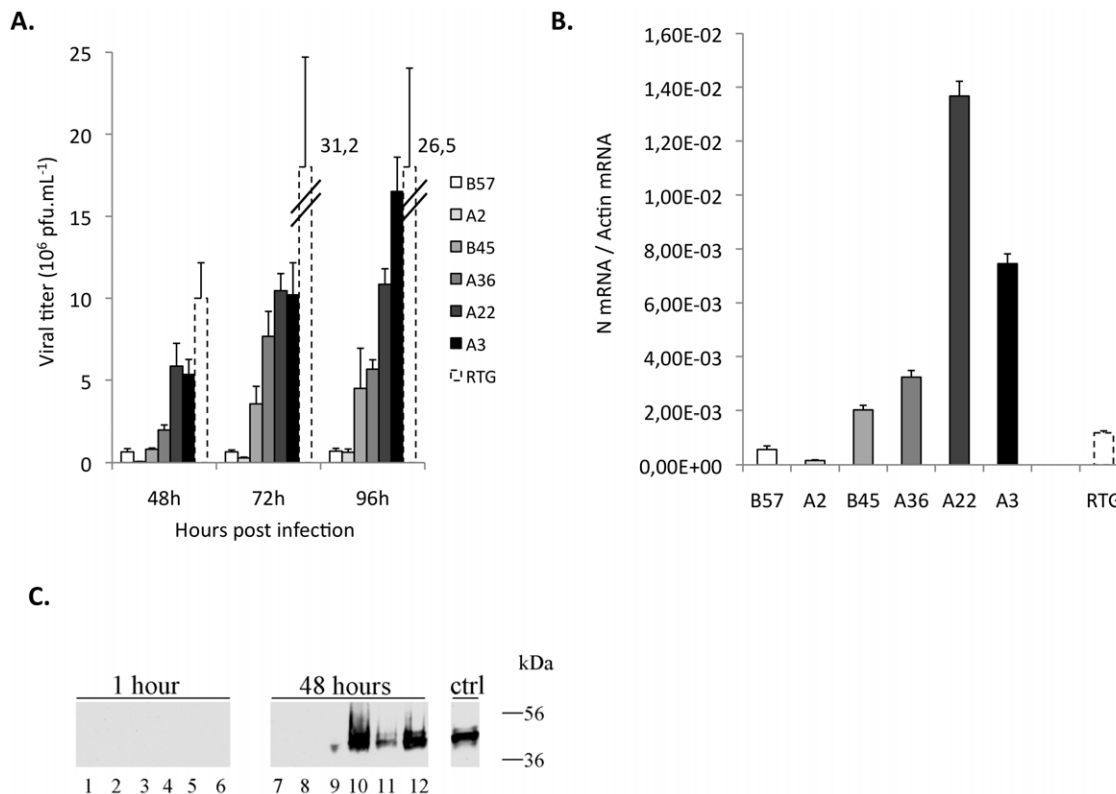 A.
25
20
15
10
5
0
Viral titer (10⁶ pfu.mL⁻¹)
31,2
26,5
48h
72h
96h
Hours post infection
B57
A2
B45
A36
A22
A3
RTG
B.
1,60E-02
1,40E-02
1,20E-02
1,00E-02
8,00E-03
6,00E-03
4,00E-03
2,00E-03
0,00E+00
N mRNA / Actin mRNA
B57 A2 B45 A36 A22 A3 RTG
C.
1 hour
48 hours
ctrl
kDa
56
36
1 2 3 4 5 6
7 8 9 10 11 12